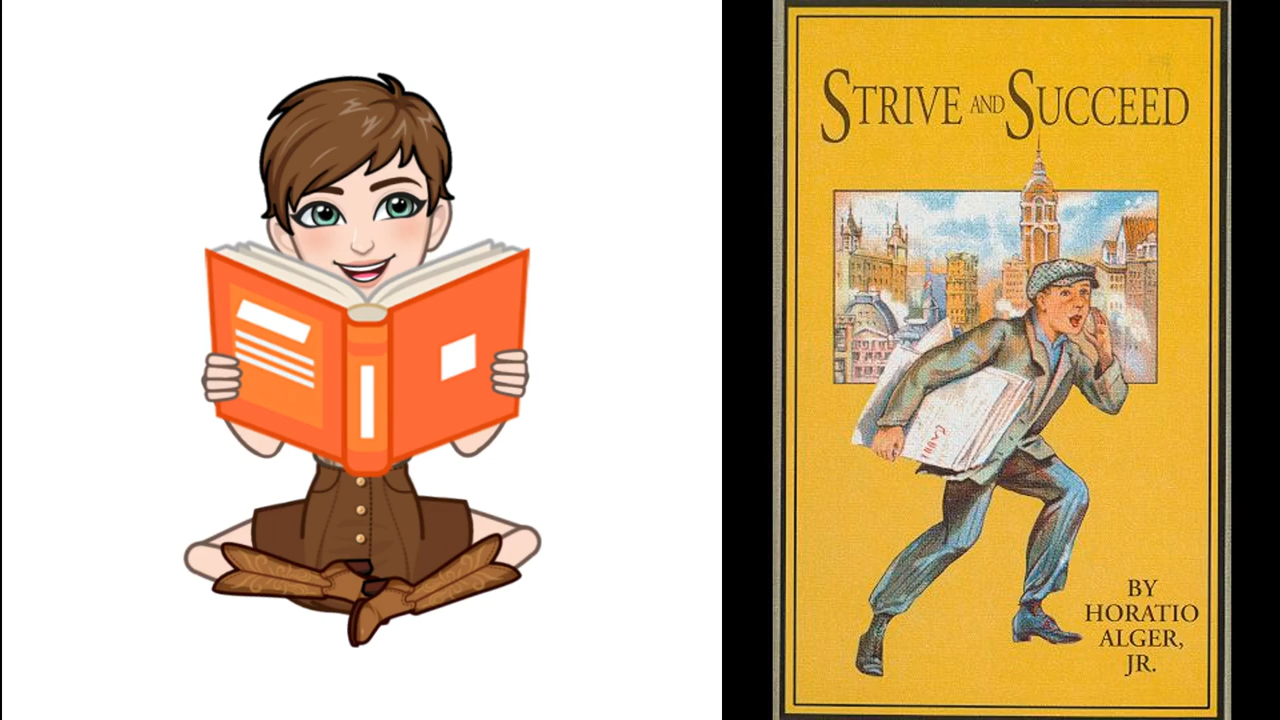 STRIVE AND SUCCEED
BY
HORATIO
ALGER,
JR.